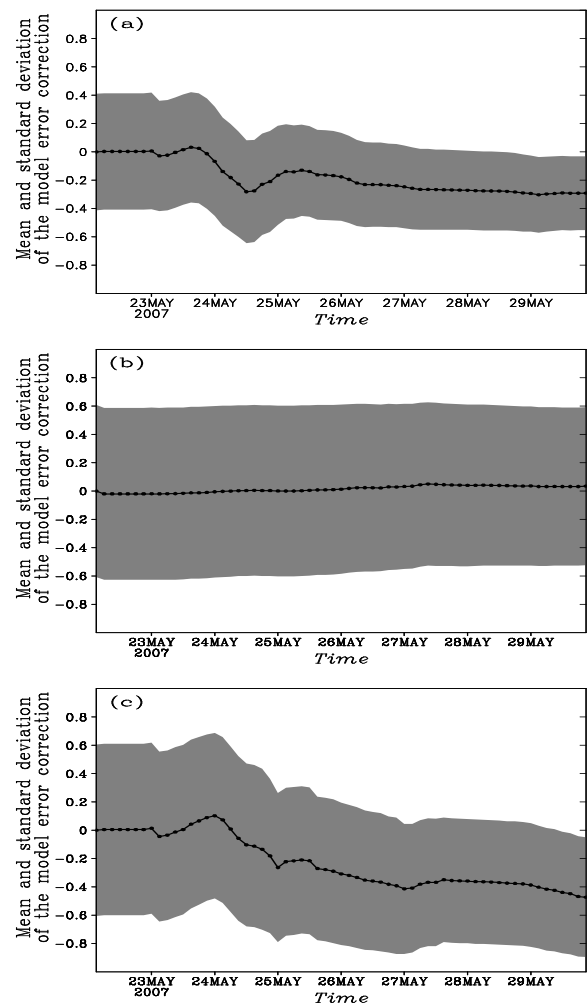 (a)
Mean and standard deviation
of the model error correction
0.8
0.6
0.4
0.2
0
−0.2
−0.4
−0.6
−0.8
23MAY 24MAY 25MAY 26MAY 27MAY 28MAY 29MAY
2007
Time
(b)
Mean and standard deviation
of the model error correction
0.8
0.6
0.4
0.2
0
−0.2
−0.4
−0.6
−0.8
23MAY 24MAY 25MAY 26MAY 27MAY 28MAY 29MAY
2007
Time
(c)
Mean and standard deviation
of the model error correction
0.8
0.6
0.4
0.2
0
−0.2
−0.4
−0.6
−0.8
23MAY 24MAY 25MAY 26MAY 27MAY 28MAY 29MAY
2007
Time